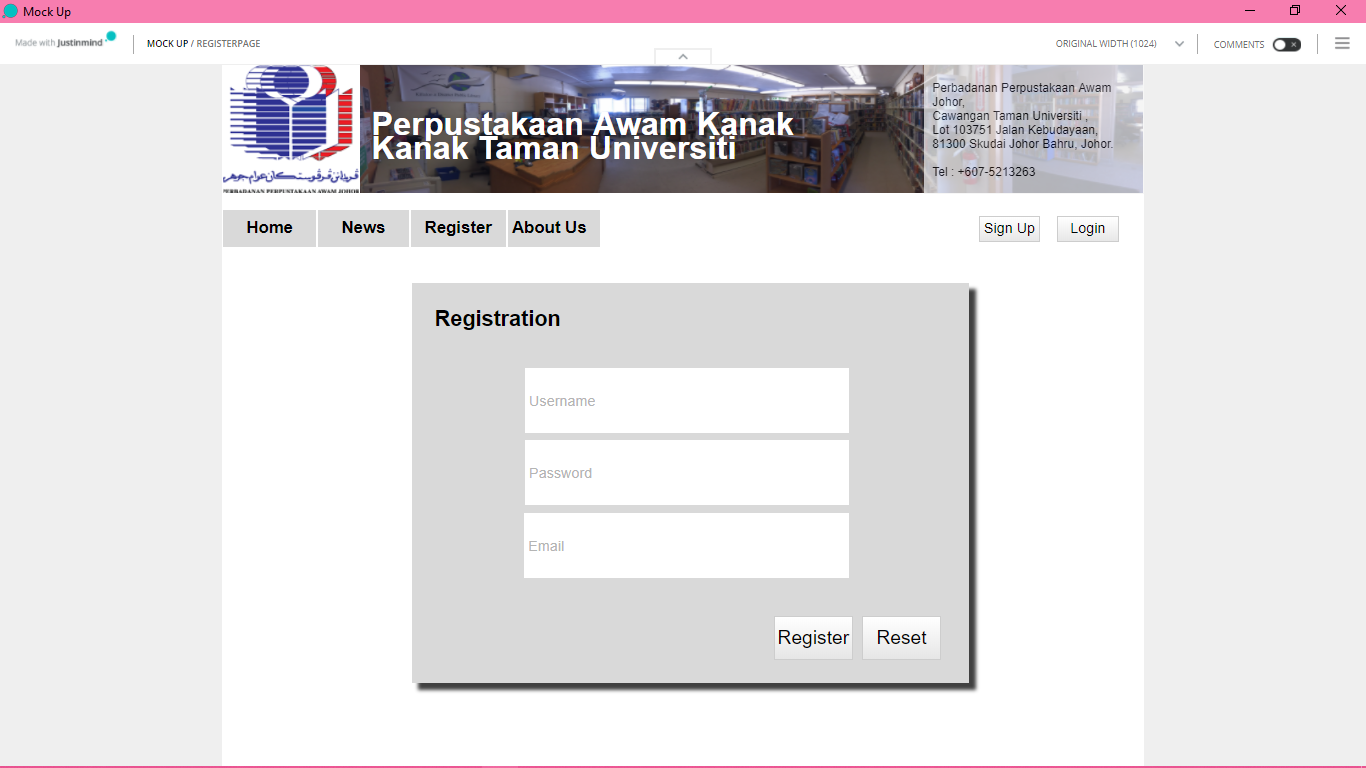 Mock Up
Made with justinmind
MOCK UP / REGISTERPAGE
ORIGINAL WIDTH (1024)
COMMENTS
PERBADANAN PERPUSTAKAAN AWAM JOHOR
Perpustakaan Awam Kanak
Kanak Taman Universiti
Perbadanan Perpustakaan Awam
Johor,
Cawangan Taman Universiti ,
Lot 103751 Jalan Kebudayaan,
81300 Skudai Johor Bahru, Johor.
Tel : +607-5213263
Home
News
Register
About Us
Sign Up
Login
Registration
Username
Password
Email
Register
Reset